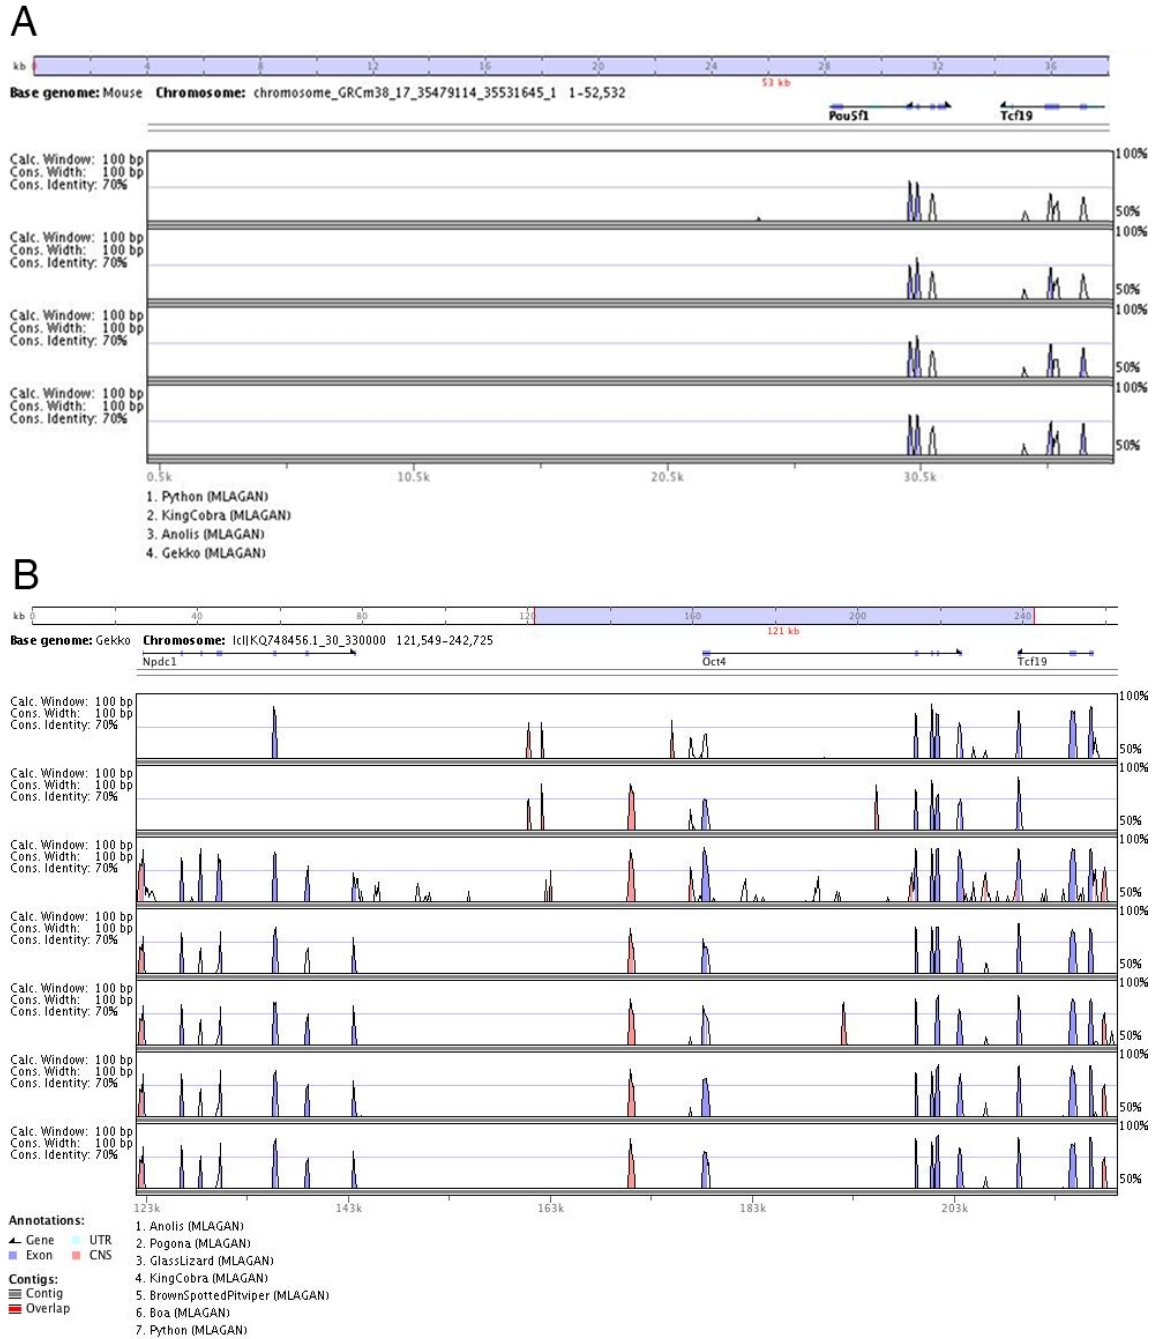 A
kb 0 4 8 12 16 20 24 28 32 36
53 kb
Base genome: Mouse Chromosome: chromosome_GRCm38_17_35479114_35531645_1 1-52,532
Pou5f1 Tcf19
Calc. Window: 100 bp 100%
Cons. Width: 100 bp
Cons. Identity: 70%
50%
Calc. Window: 100 bp 100%
Cons. Width: 100 bp
Cons. Identity: 70%
50%
Calc. Window: 100 bp 100%
Cons. Width: 100 bp
Cons. Identity: 70%
50%
Calc. Window: 100 bp 100%
Cons. Width: 100 bp
Cons. Identity: 70%
50%
0.5k 10.5k 20.5k 30.5k
1. Python (MLAGAN)
2. KingCobra (MLAGAN)
3. Anolis (MLAGAN)
4. Gekko (MLAGAN)
B
kb 0 40 80 120 160 200 240
121 kb
Base genome: Gekko Chromosome: lcl|KQ748456.1_30_330000 121,549-242,725
Npdc1 Oct4 Tcf19
Calc. Window: 100 bp 100%
Cons. Width: 100 bp
Cons. Identity: 70%
50%
Calc. Window: 100 bp 100%
Cons. Width: 100 bp
Cons. Identity: 70%
50%
Calc. Window: 100 bp 100%
Cons. Width: 100 bp
Cons. Identity: 70%
50%
Calc. Window: 100 bp 100%
Cons. Width: 100 bp
Cons. Identity: 70%
50%
Calc. Window: 100 bp 100%
Cons. Width: 100 bp
Cons. Identity: 70%
50%
Calc. Window: 100 bp 100%
Cons. Width: 100 bp
Cons. Identity: 70%
50%
Calc. Window: 100 bp 100%
Cons. Width: 100 bp
Cons. Identity: 70%
50%
123k 143k 163k 183k 203k
Annotations:
Gene UTR
Exon CNS
Contigs:
Contig
Overlap
1. Anolis (MLAGAN)
2. Pogona (MLAGAN)
3. GlassLizard (MLAGAN)
4. KingCobra (MLAGAN)
5. BrownSpottedPitviper (MLAGAN)
6. Boa (MLAGAN)
7. Python (MLAGAN)